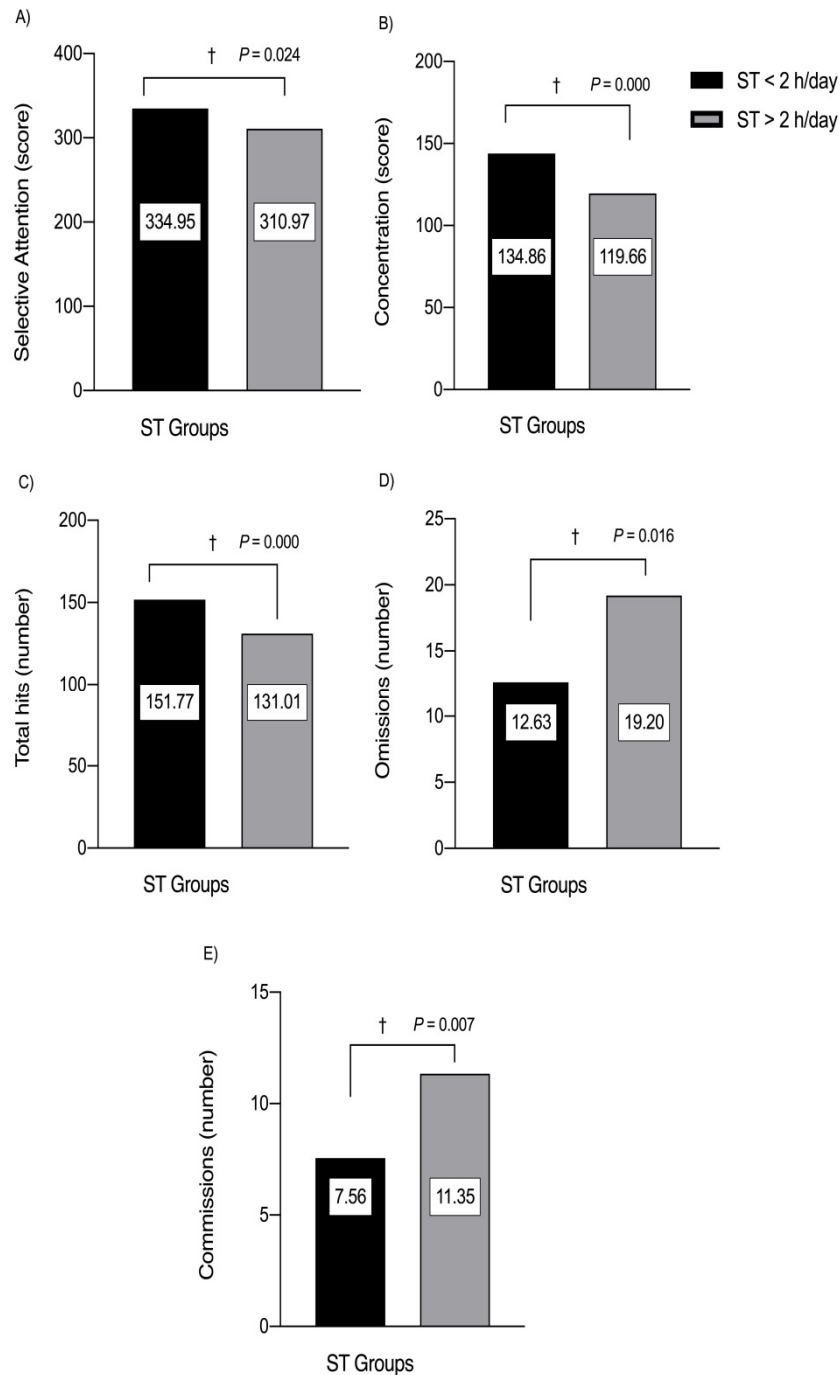 A)
† P = 0.024
Selective Attention (score)
400
300
200
100
0
334.95
310.97
ST Groups
B)
† P = 0.000
Concentration (score)
200
150
100
50
0
134.86
119.66
ST Groups
ST < 2 h/day
ST > 2 h/day
C)
† P = 0.000
Total hits (number)
200
150
100
50
0
151.77
131.01
ST Groups
D)
† P = 0.016
Omissions (number)
25
20
15
10
5
0
12.63
19.20
ST Groups
E)
† P = 0.007
Commissions (number)
15
10
5
0
7.56
11.35
ST Groups